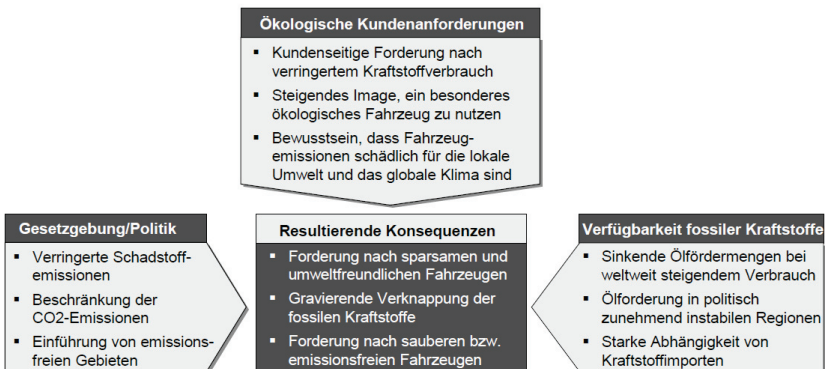 Ökologische Kundenanforderungen
▪ Kundenseitige Forderung nach
verringertem Kraftstoffverbrauch
▪ Steigendes Image, ein besonderes
ökologisches Fahrzeug zu nutzen
▪ Bewusstsein, dass Fahrzeug-
emissionen schädlich für die lokale
Umwelt und das globale Klima sind
Gesetzgebung/Politik
▪ Verringerte Schadstoff-
emissionen
▪ Beschränkung der
CO2-Emissionen
▪ Einführung von emissions-
freien Gebieten
Resultierende Konsequenzen
▪ Forderung nach sparsamen und
umweltfreundlichen Fahrzeugen
▪ Gravierende Verknappung der
fossilen Kraftstoffe
▪ Forderung nach sauberen bzw.
emissionsfreien Fahrzeugen
Verfügbarkeit fossiler Kraftstoffe
▪ Sinkende Ölfördermengen bei
weltweit steigendem Verbrauch
▪ Ölforderung in politisch
zunehmend instabilen Regionen
▪ Starke Abhängigkeit von
Kraftstoffimporten